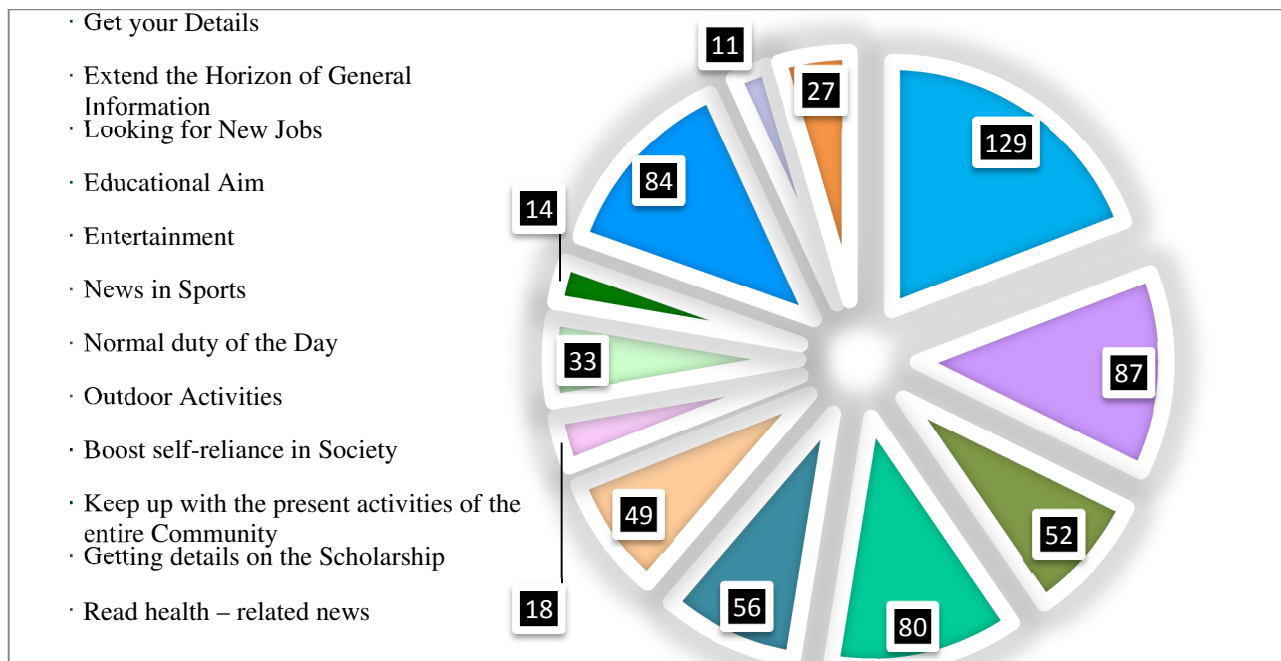 · Get your Details
· Extend the Horizon of General
Information
· Looking for New Jobs
· Educational Aim
· Entertainment
· News in Sports
· Normal duty of the Day
· Outdoor Activities
· Boost self-reliance in Society
· Keep up with the present activities of the
entire Community
· Getting details on the Scholarship
· Read health – related news
11
27
129
84
14
87
33
52
49
18
56
80